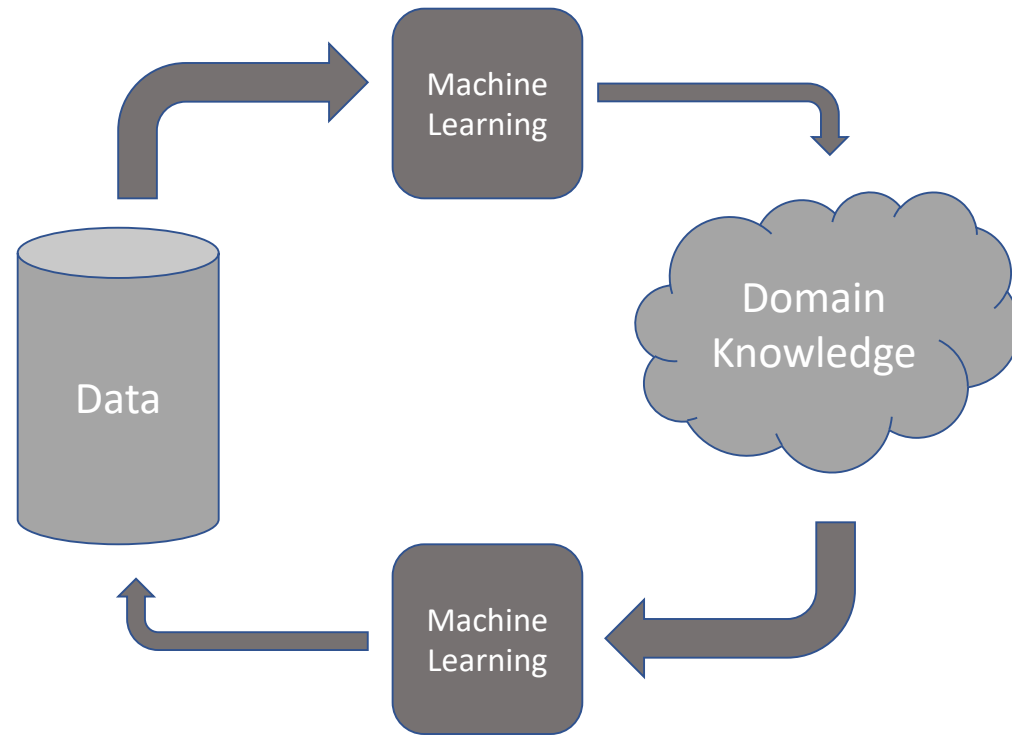 Machine
Learning
Domain
Knowledge
Data
Machine
Learning